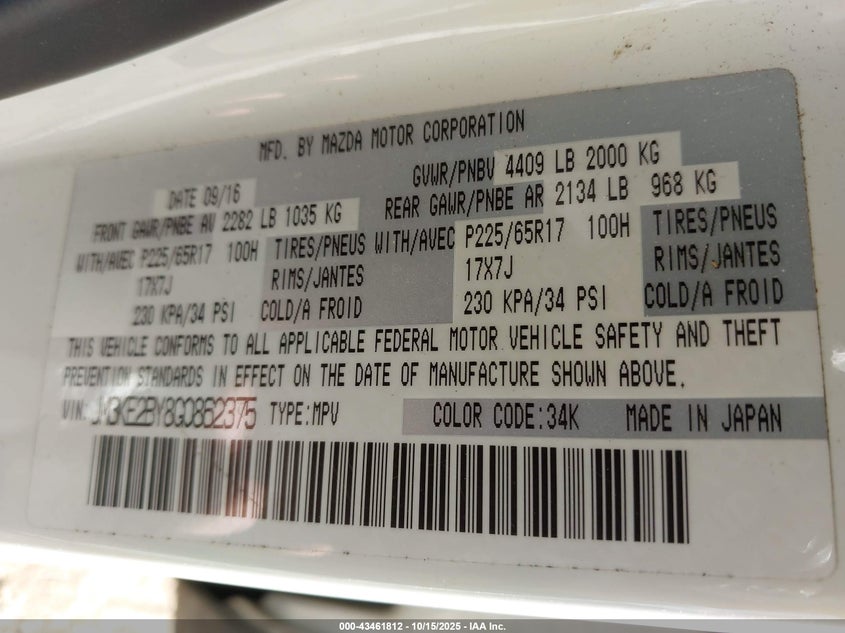 MFD. BY MAZDA MOTOR CORPORATION
DATE 09/16 GVWR/PNBV 4409 LB 2000 KG
FRONT GAWR/PNBE AV 2282 LB 1035 KG REAR GAWR/PNBE AR 2134 LB 968 KG
WITH/AVEC P225/65R17 100H TIRES/PNEUS WITH/AVEC P225/65R17 100H TIRES/PNEUS
17X7J RIMS/JANTES 17X7J RIMS/JANTES
230 KPA/34 PSI COLD/A FROID 230 KPA/34 PSI COLD/A FROID
THIS VEHICLE CONFORMS TO ALL APPLICABLE FEDERAL MOTOR VEHICLE SAFETY AND THEFT
PREVENTION STANDARDS IN EFFECT ON THE DATE OF MANUFACTURE SHOWN ABOVE.
VIN: JM3KE2BY8G0862375 TYPE:MPV COLOR CODE:34K MADE IN JAPAN
000-43461812 - 10/15/2025 - IAA Inc.